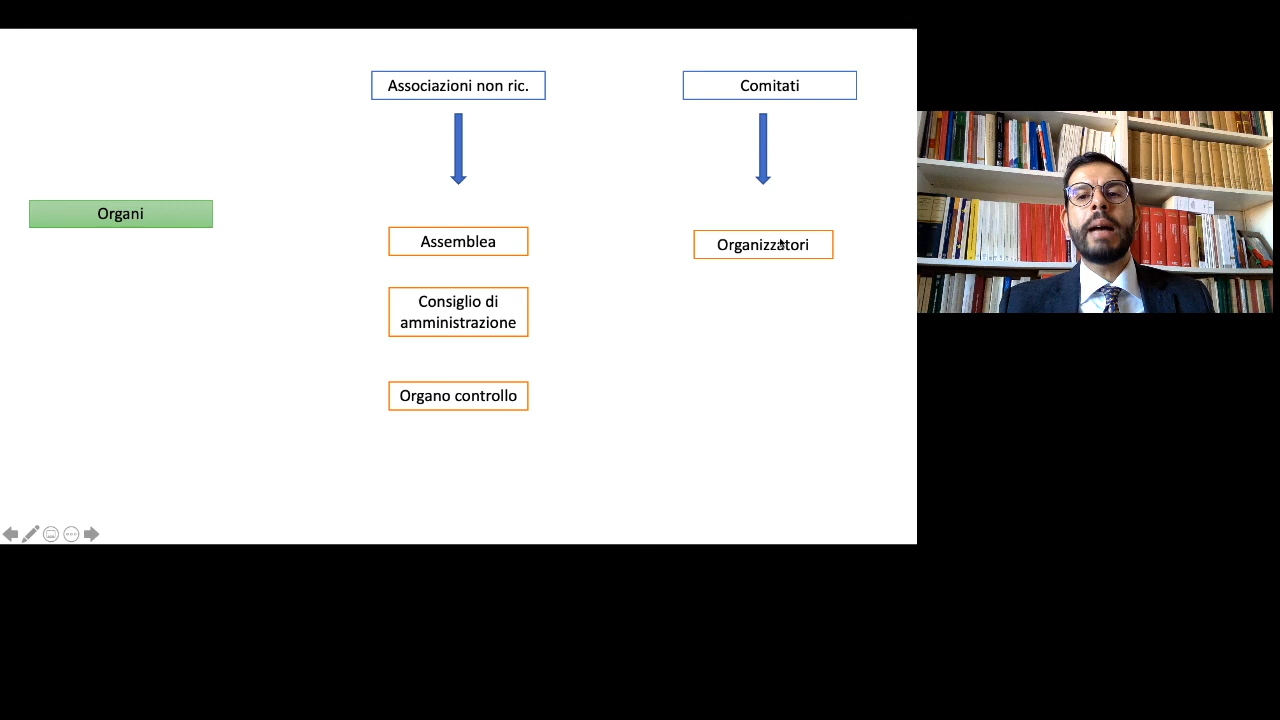 Associazioni non ric.
Comitati
Organi
Assemblea
Organizzatori
Consiglio di
amministrazione
Organo controllo